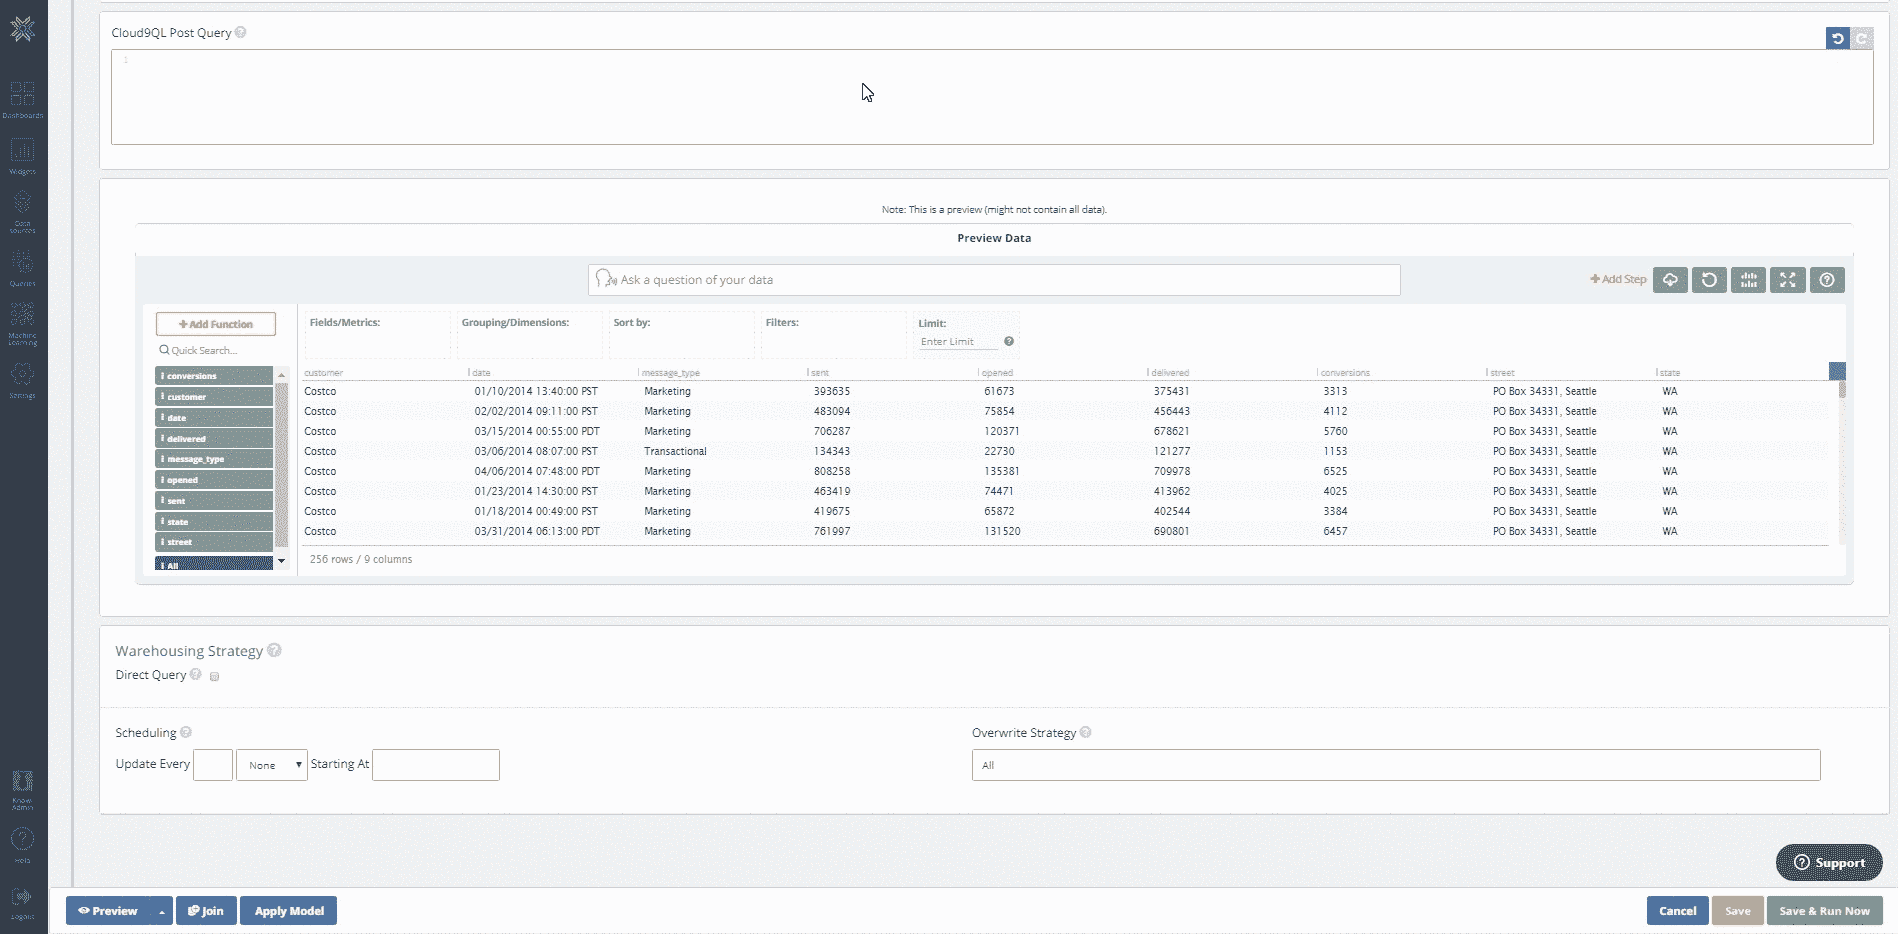 Dashboards
Widgets
Data
sources
Queries
Machine
Learning
Settings
Know
Admin
Help
Logout
Cloud9QL Post Query ?
1
Note: This is a preview (might not contain all data).
Preview Data
Ask a question of your data
+ Add Step
+ Add Function
Quick Search...
conversions
customer
date
delivered
message_type
opened
sent
state
street
All
Fields/Metrics: Grouping/Dimensions: Sort by: Filters: Limit:
Enter Limit ?
customer date message_type sent opened delivered conversions street state
Costco 01/10/2014 13:40:00 PST Marketing 393635 61673 375431 3313 PO Box 34331, Seattle WA
Costco 02/02/2014 09:11:00 PST Marketing 483094 75854 456443 4112 PO Box 34331, Seattle WA
Costco 03/15/2014 00:55:00 PDT Marketing 706287 120371 678621 5760 PO Box 34331, Seattle WA
Costco 03/06/2014 08:07:00 PST Transactional 134343 22730 121277 1153 PO Box 34331, Seattle WA
Costco 04/06/2014 07:48:00 PDT Marketing 808258 135381 709978 6525 PO Box 34331, Seattle WA
Costco 01/23/2014 14:30:00 PST Marketing 463419 74471 413962 4025 PO Box 34331, Seattle WA
Costco 01/18/2014 00:49:00 PST Marketing 419675 65872 402544 3384 PO Box 34331, Seattle WA
Costco 03/31/2014 06:13:00 PDT Marketing 761997 131520 690801 6457 PO Box 34331, Seattle WA
256 rows / 9 columns
Warehousing Strategy ?
Direct Query ?
Scheduling ?
Update Every None Starting At
Overwrite Strategy ?
All
? Support
Preview Join Apply Model
Cancel Save Save & Run Now